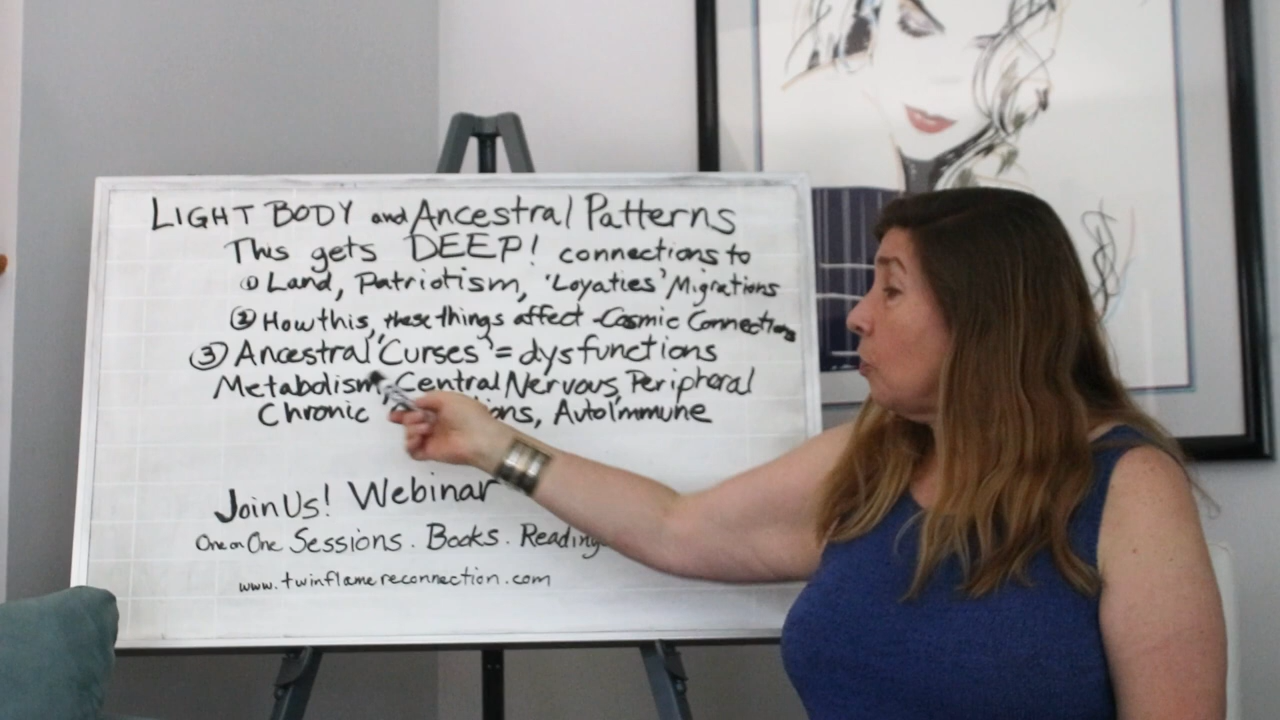 LIGHT BODY and Ancestral Patterns
This gets DEEP! connections to
① Land, Patriotism, 'Loyaties' Migrations
② How this, these things affect Cosmic Connections
③ Ancestral 'Curses' = dysfunctions
Metabolism, Central Nervous, Peripheral
Chronic Autoimmune
Join Us! Webinar
One on One Sessions. Books. Reading
www.twinflamereconnection.com